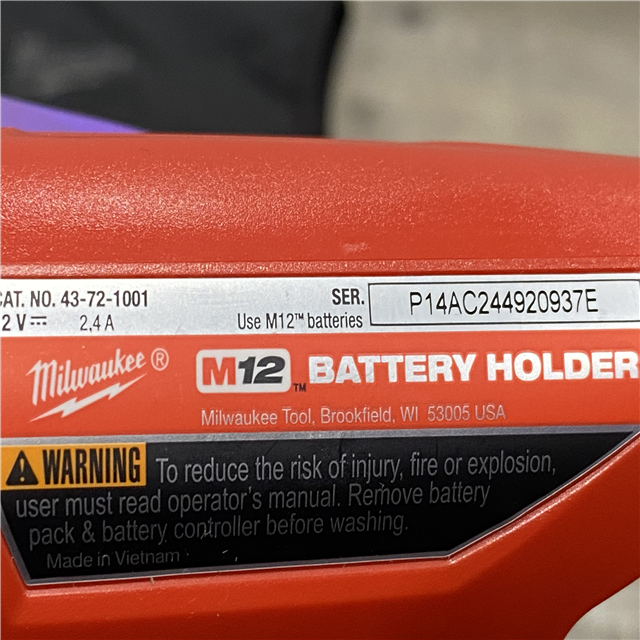 CAT. NO. 43-72-1001
2 V⎓ 2,4 A
SER. P14AC244920937E
Use M12™ batteries
Milwaukee® M12™ BATTERY HOLDER
Milwaukee Tool, Brookfield, WI 53005 USA
WARNING To reduce the risk of injury, fire or explosion,
user must read operator's manual. Remove battery
pack & battery controller before washing.
Made in Vietnam